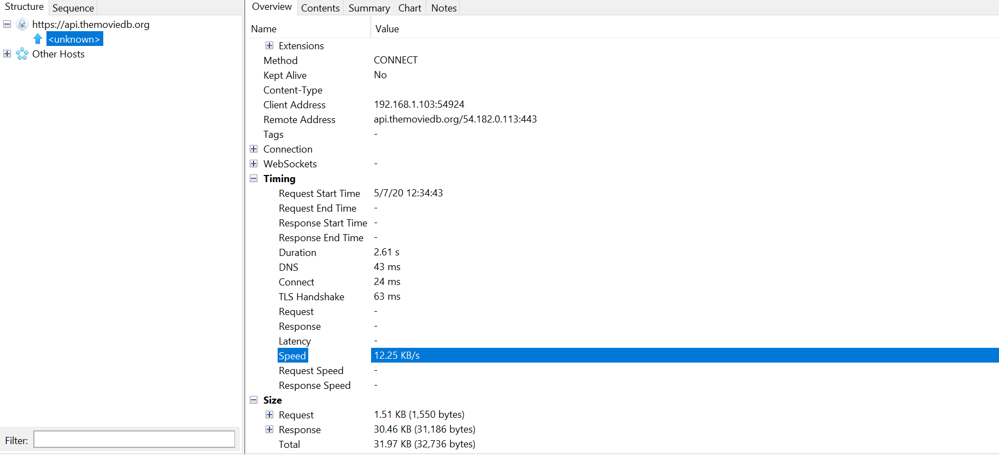 Structure Sequence
https://api.themoviedb.org
<unknown>
Other Hosts
Filter:
Overview Contents Summary Chart Notes
Name Value
Extensions
Method CONNECT
Kept Alive No
Content-Type
Client Address 192.168.1.103:54924
Remote Address api.themoviedb.org/54.182.0.113:443
Tags -
Connection
WebSockets -
Timing
Request Start Time 5/7/20 12:34:43
Request End Time -
Response Start Time -
Response End Time -
Duration 2.61 s
DNS 43 ms
Connect 24 ms
TLS Handshake 63 ms
Request -
Response -
Latency -
Speed 12.25 KB/s
Request Speed -
Response Speed -
Size
Request 1.51 KB (1,550 bytes)
Response 30.46 KB (31,186 bytes)
Total 31.97 KB (32,736 bytes)